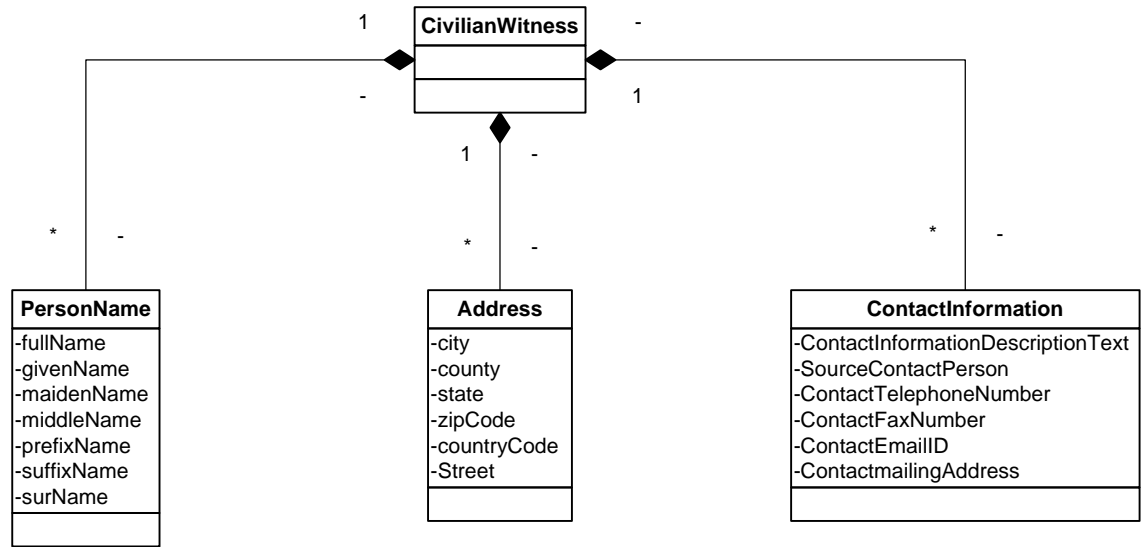 1
CivilianWitness
-
-
1
1
-
*
-
*
-
*
-
PersonName
-fullName
-givenName
-maidenName
-middleName
-prefixName
-suffixName
-surName
Address
-city
-county
-state
-zipCode
-countryCode
-Street
ContactInformation
-ContactInformationDescriptionText
-SourceContactPerson
-ContactTelephoneNumber
-ContactFaxNumber
-ContactEmailID
-ContactmailingAddress